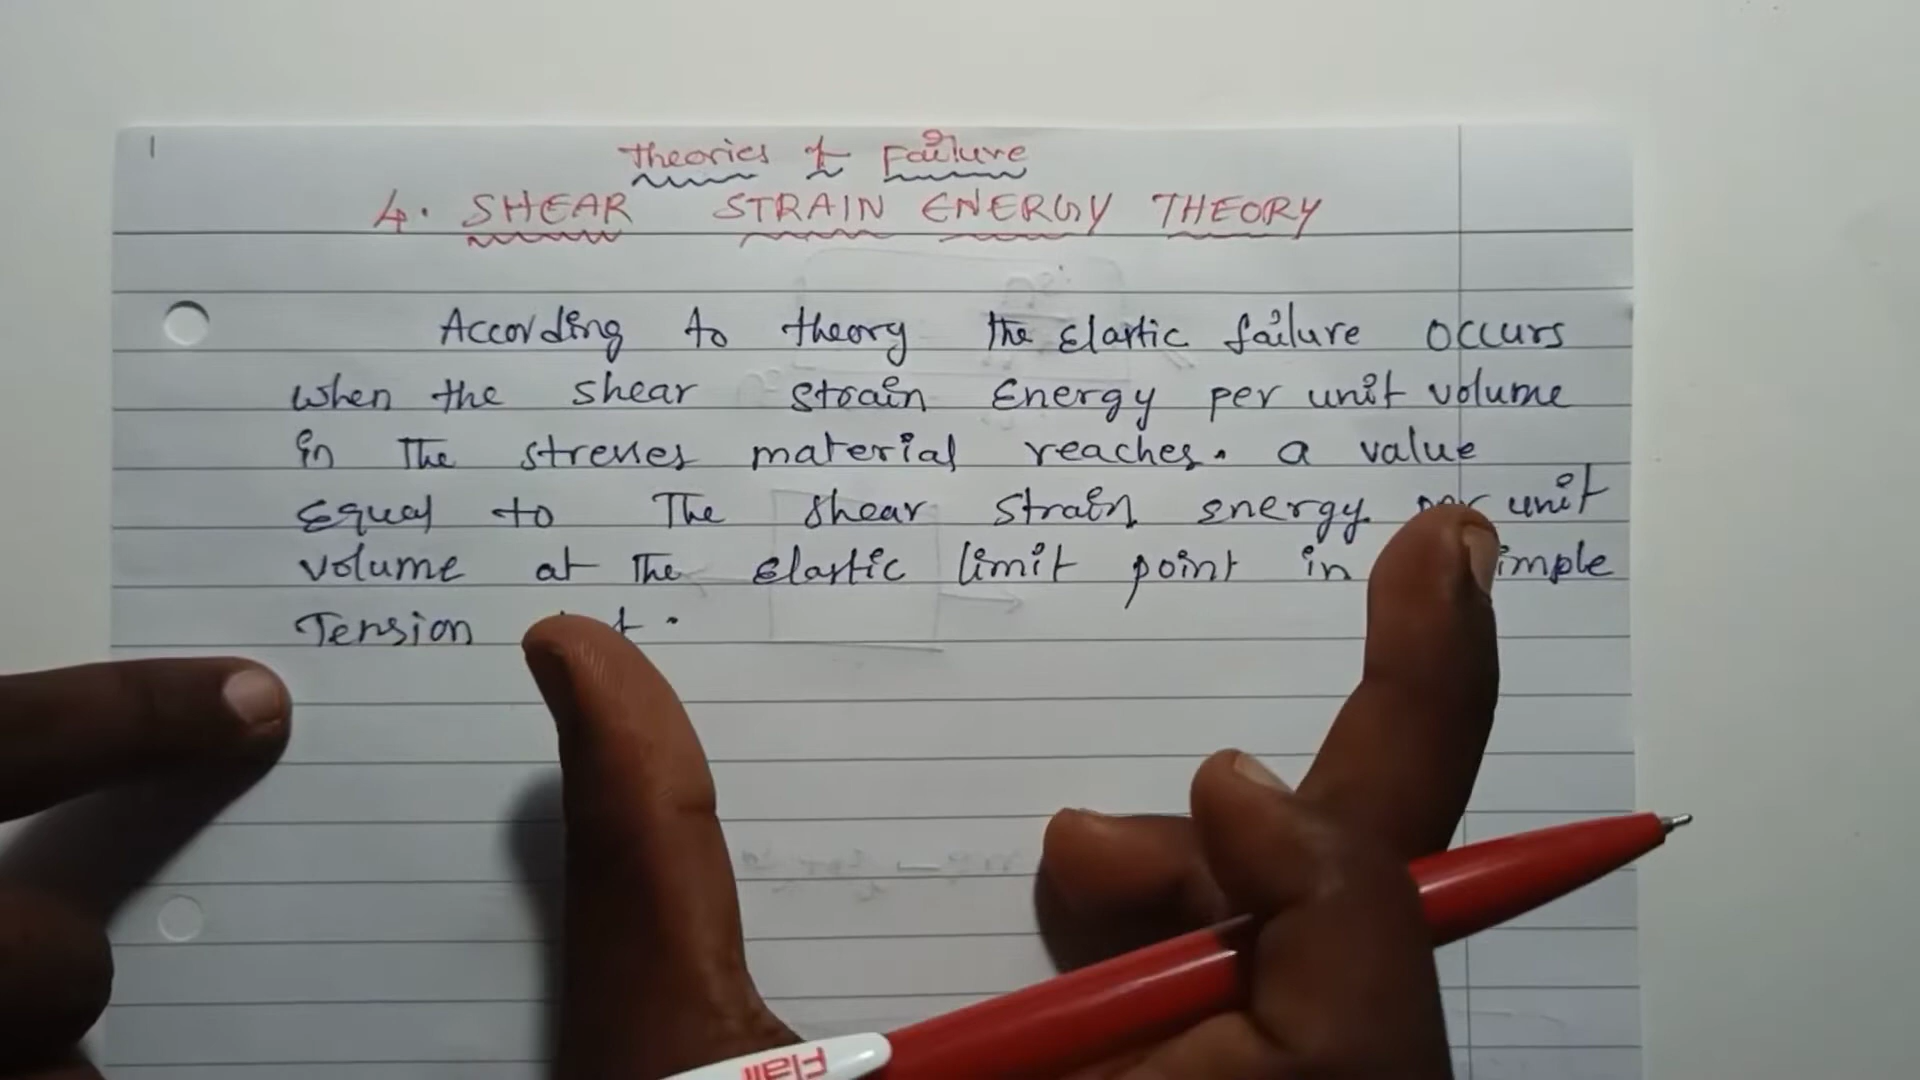 1
Theories of Failure
4. SHEAR STRAIN ENERGY THEORY
According to theory the Elastic failure occurs
when the shear strain Energy per unit volume
in The stresses material reaches. a value
Equal to The shear strain energy unit
volume at The Elastic limit point in
Tension
Flair